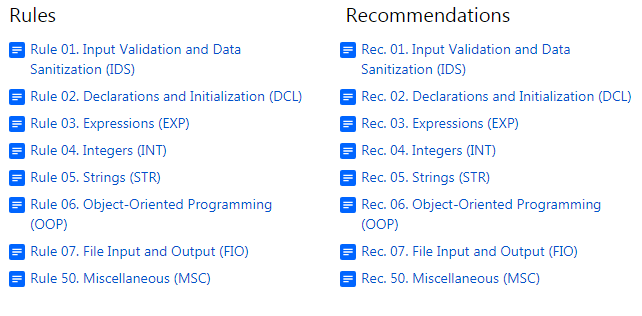 Rules
Rule 01. Input Validation and Data
Sanitization (IDS)
Rule 02. Declarations and Initialization (DCL)
Rule 03. Expressions (EXP)
Rule 04. Integers (INT)
Rule 05. Strings (STR)
Rule 06. Object-Oriented Programming
(OOP)
Rule 07. File Input and Output (FIO)
Rule 50. Miscellaneous (MSC)
Recommendations
Rec. 01. Input Validation and Data
Sanitization (IDS)
Rec. 02. Declarations and Initialization (DCL)
Rec. 03. Expressions (EXP)
Rec. 04. Integers (INT)
Rec. 05. Strings (STR)
Rec. 06. Object-Oriented Programming
(OOP)
Rec. 07. File Input and Output (FIO)
Rec. 50. Miscellaneous (MSC)